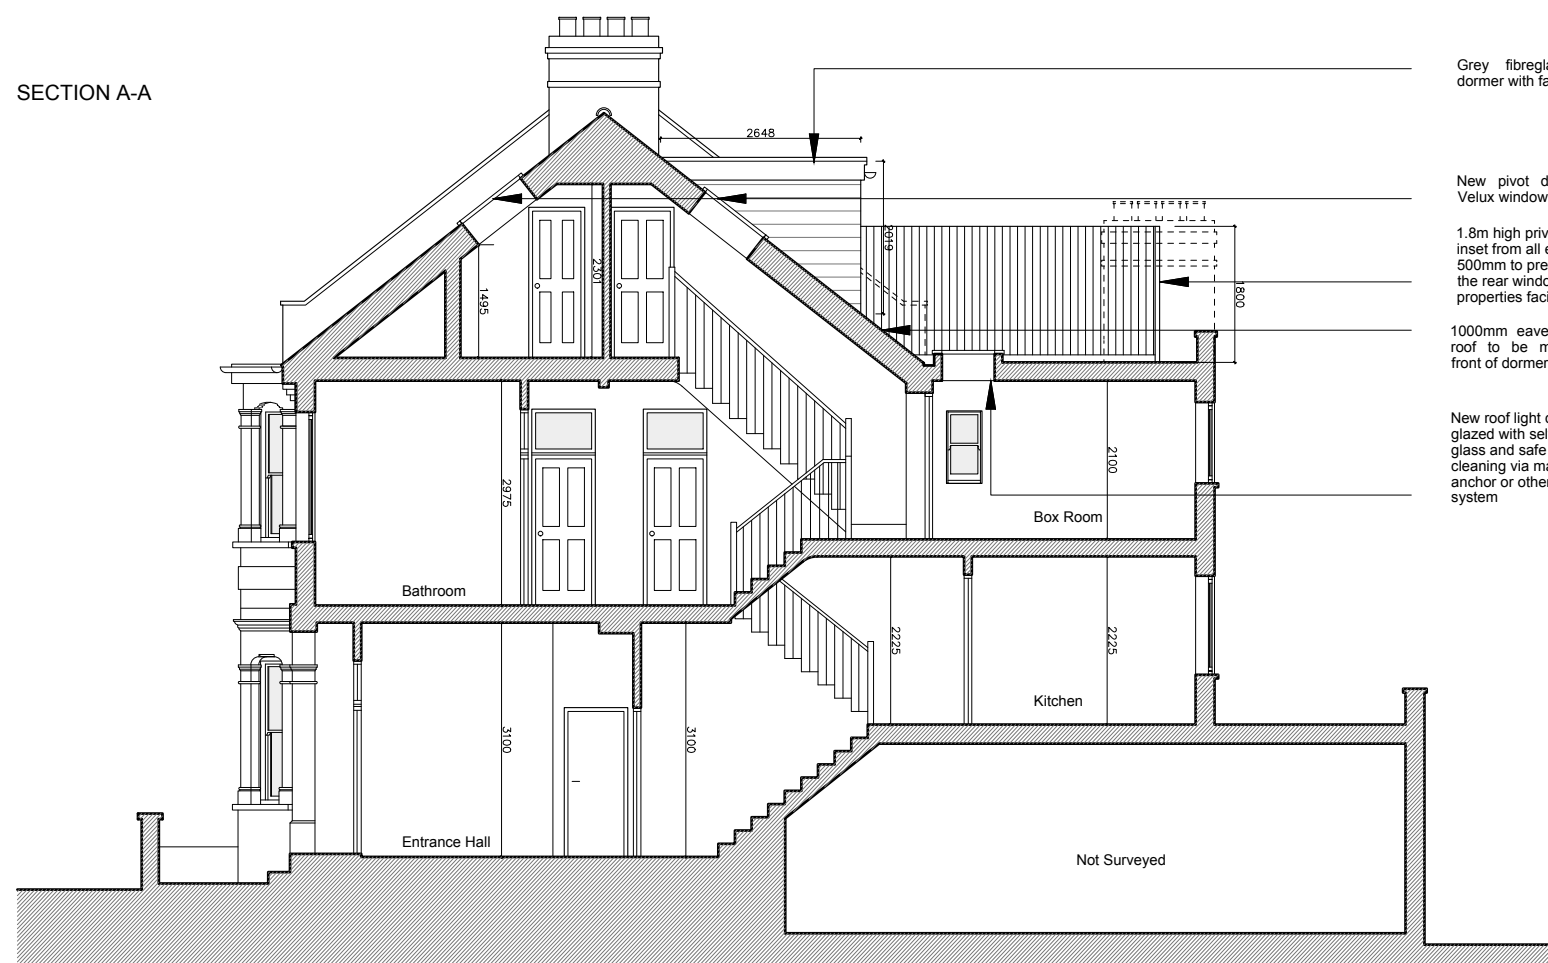 SECTION A-A
Grey fibregla
dormer with fa
New pivot d
Velux window
1.8m high priv
inset from all e
500mm to pre
the rear windo
properties faci
1000mm eave
roof to be m
front of dormer
New roof light o
glazed with sel
glass and safe
cleaning via ma
anchor or other
system
2648
2019
1800
2301
1495
2975
2100
Box Room
Bathroom
2225
2225
Kitchen
3100
3100
Entrance Hall
Not Surveyed